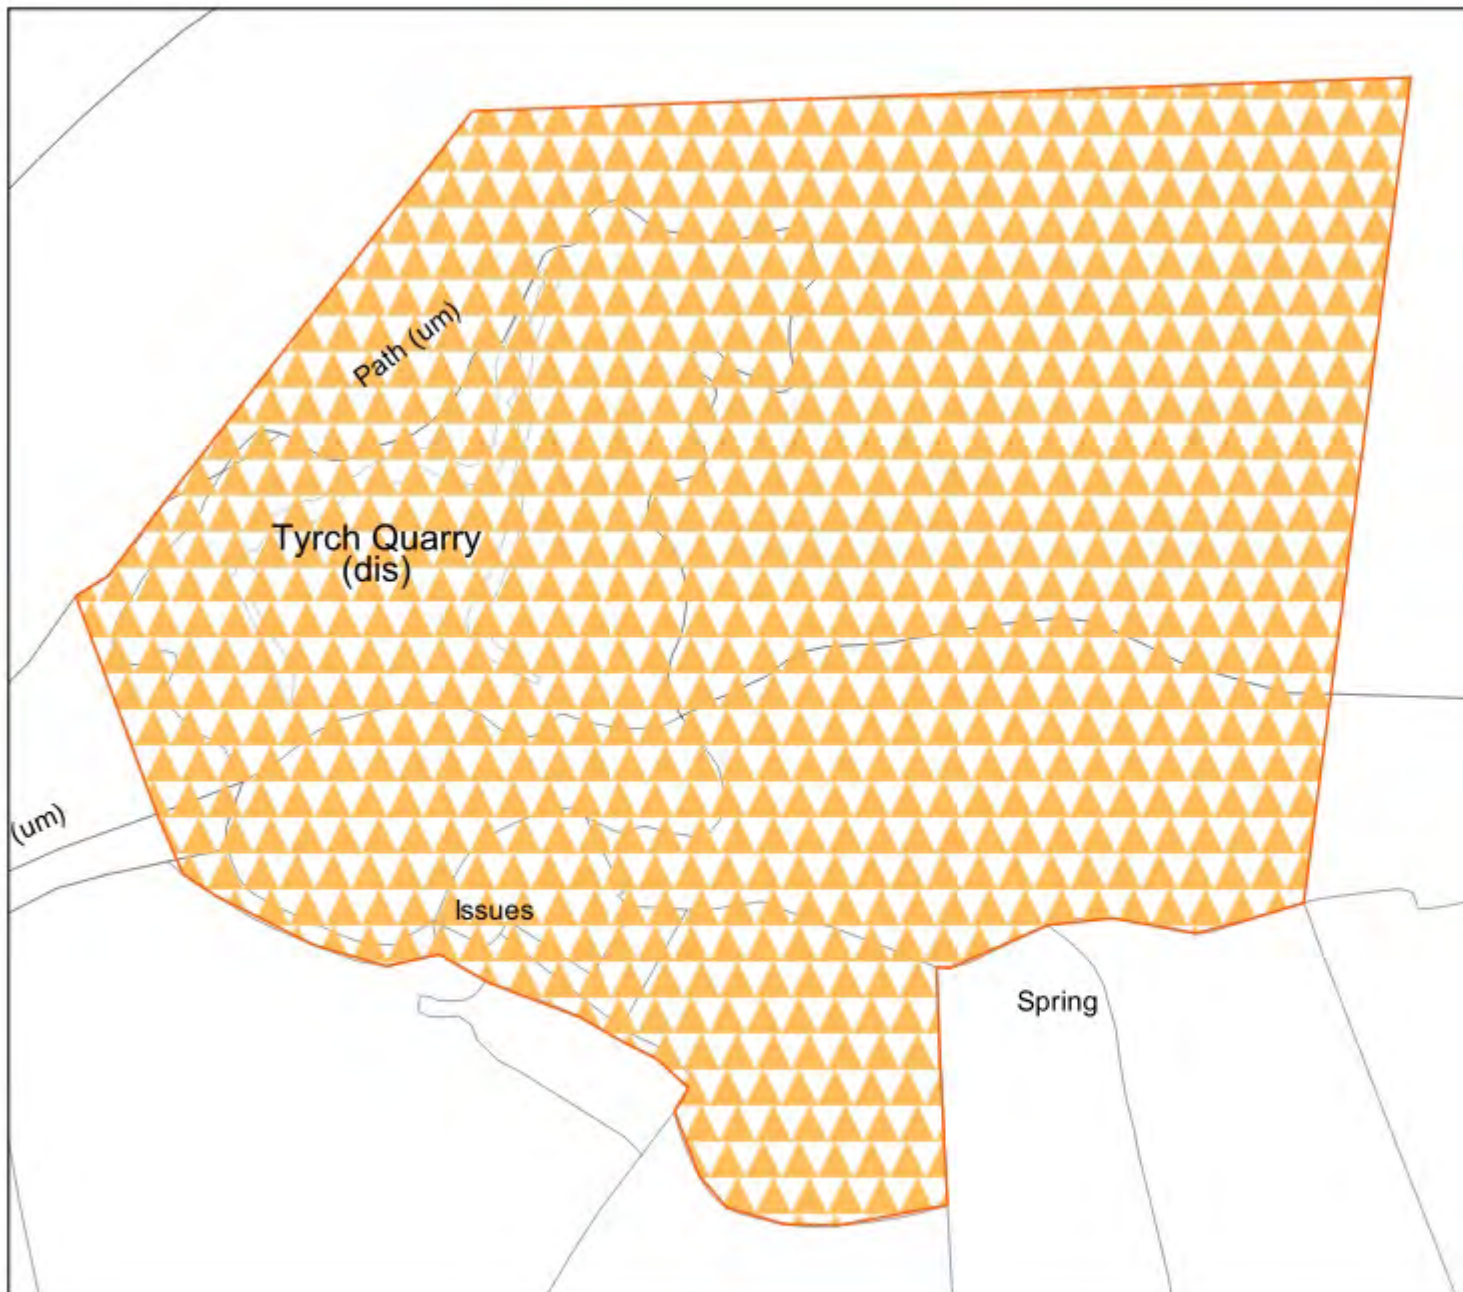 Path (um)
Tyrch Quarry
(dis)
(um)
Issues
Spring